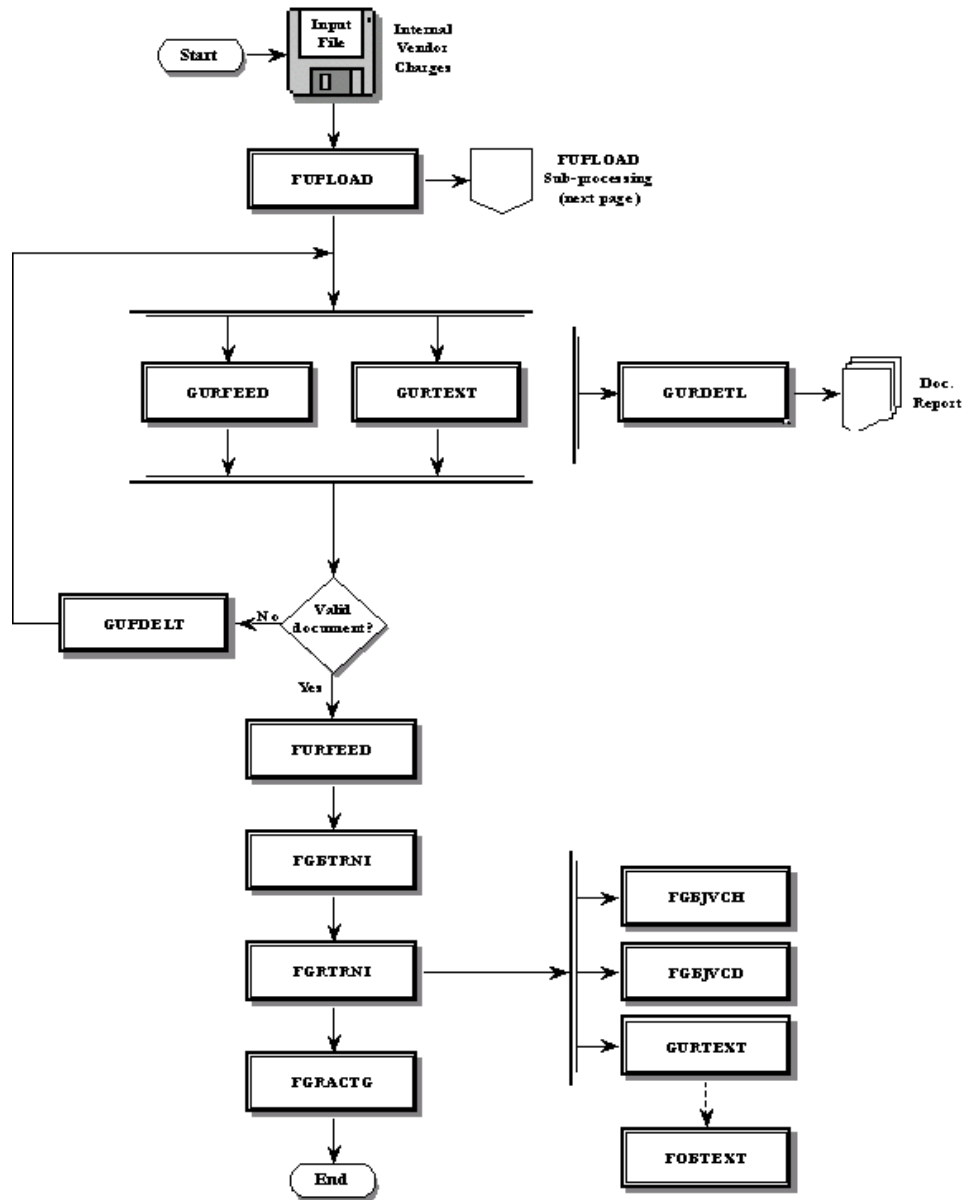 Input
File
Internal
Vendor
Charges
Start
FUPLOAD
FUPLOAD
Sub-processing
(next page)
GURFEED
GURTEXT
GURDETL
Doc.
Report
GUPDELT
No
Valid
document?
Yes
FURFEED
FGBTRNI
FGBJVCH
FGRTRNI
FGBJVCD
GURTEXT
FGRACTG
FOBTEXT
End